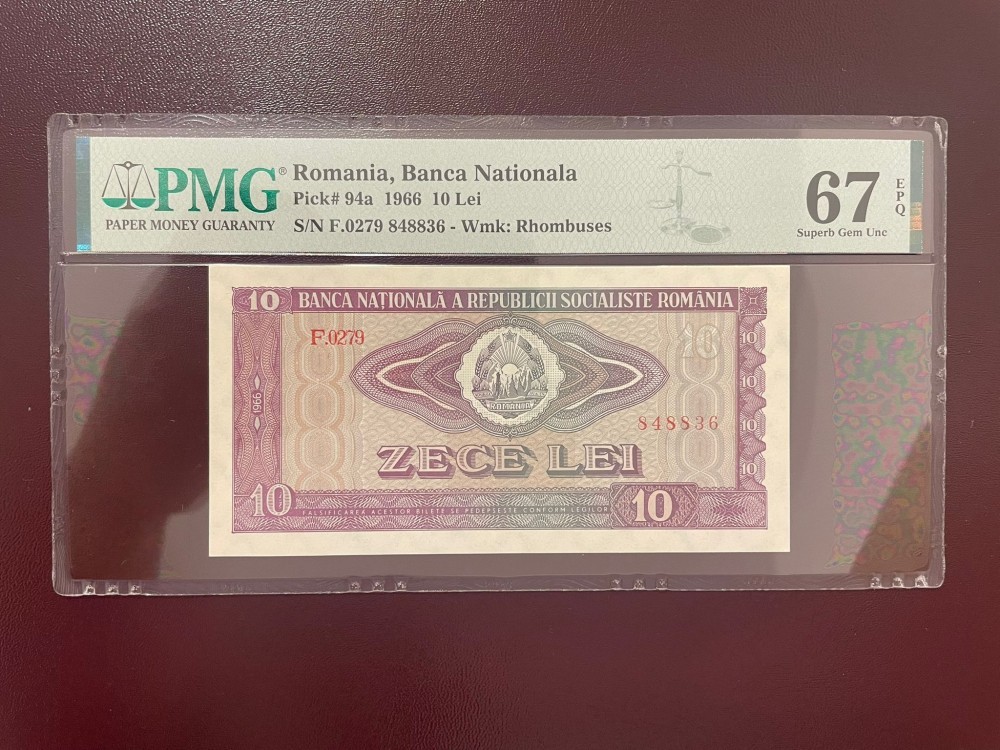 PMG®
PAPER MONEY GUARANTY
Romania, Banca Nationala
Pick# 94a 1966 10 Lei
S/N F.0279 848836 - Wmk: Rhombuses
67
EPQ
Superb Gem Unc
10 BANCA NAȚIONALĂ A REPUBLICII SOCIALISTE ROMÂNIA
F.0279
10
10
1966
ROMANIA
10
848836
10
ZECE LEI
10
10
FALSIFICAREA ACESTOR BILETE SE PEDEPSEȘTE CONFORM LEGILOR
10